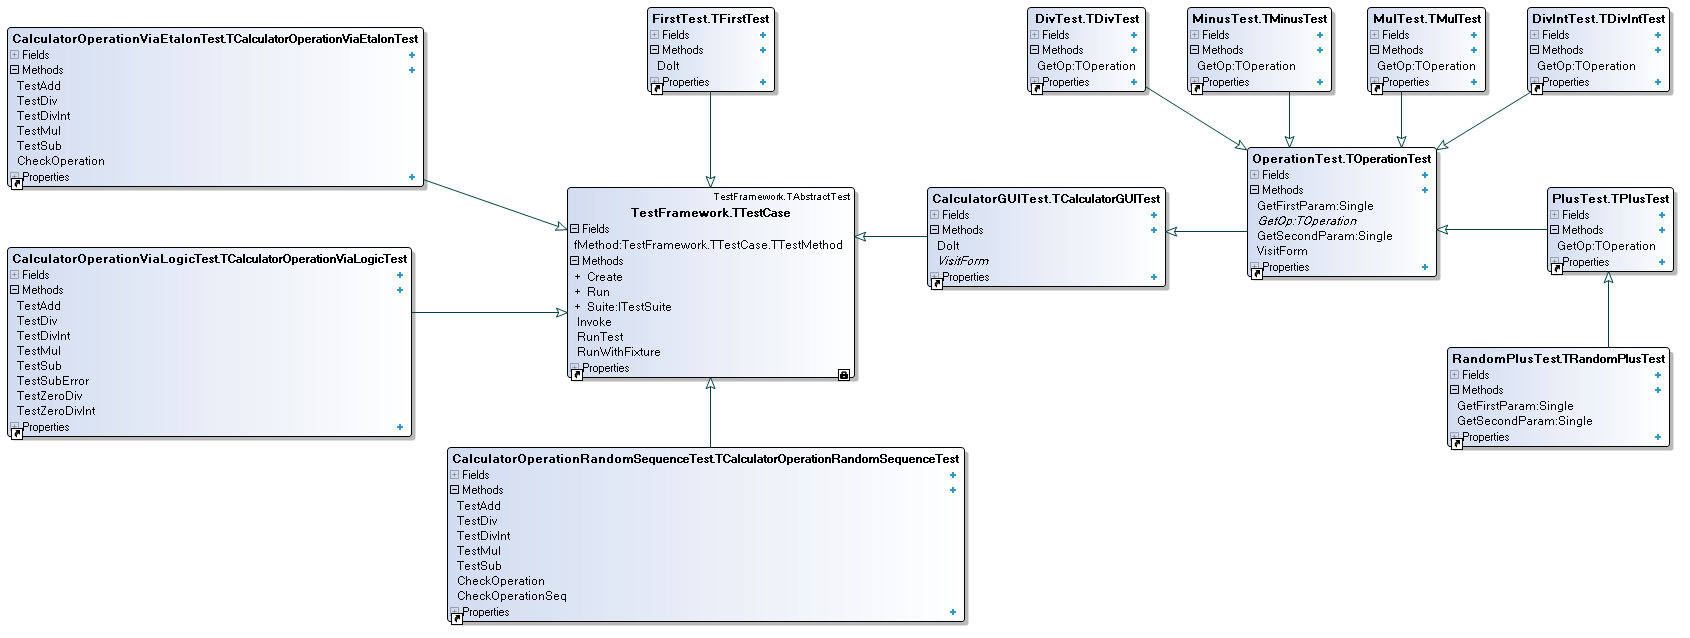 CalculatorOperationViaEtalonTest.TCalculatorOperationViaEtalonTest
Fields
Methods
TestAdd
TestDiv
TestDivInt
TestMul
TestSub
CheckOperation
Properties
FirstTest.TFirstTest
Fields
Methods
DoIt
Properties
DivTest.TDivTest
Fields
Methods
GetOp:TOperation
Properties
MinusTest.TMinusTest
Fields
Methods
GetOp:TOperation
Properties
MulTest.TMulTest
Fields
Methods
GetOp:TOperation
Properties
DivIntTest.TDivIntTest
Fields
Methods
GetOp:TOperation
Properties
CalculatorOperationViaLogicTest.TCalculatorOperationViaLogicTest
Fields
Methods
TestAdd
TestDiv
TestDivInt
TestMul
TestSub
TestSubError
TestZeroDiv
TestZeroDivInt
Properties
TestFramework.TAbstractTest
TestFramework.TTestCase
Fields
fMethod:TestFramework.TTestCase.TTestMethod
Methods
+ Create
+ Run
+ Suite:ITestSuite
Invoke
RunTest
RunWithFixture
Properties
CalculatorGUITest.TCalculatorGUITest
Fields
Methods
DoIt
VisitForm
Properties
OperationTest.TOperationTest
Fields
Methods
GetFirstParam:Single
GetOp:TOperation
GetSecondParam:Single
VisitForm
Properties
PlusTest.TPlusTest
Fields
Methods
GetOp:TOperation
Properties
RandomPlusTest.TRandomPlusTest
Fields
Methods
GetFirstParam:Single
GetSecondParam:Single
Properties
CalculatorOperationRandomSequenceTest.TCalculatorOperationRandomSequenceTest
Fields
Methods
TestAdd
TestDiv
TestDivInt
TestMul
TestSub
CheckOperation
CheckOperationSeq
Properties